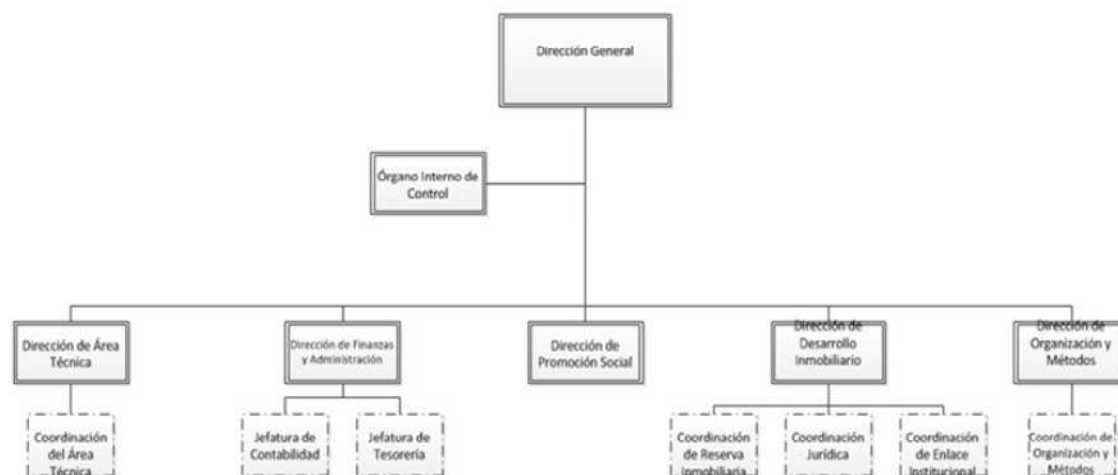 Dirección General
Órgano Interno de
Control
Dirección de Área
Técnica
Dirección de Finanzas
y Administración
Dirección de
Promoción Social
Dirección de
Desarrollo
Inmobiliario
Dirección de
Organización y
Métodos
Coordinación
del Área
Técnica
Jefatura de
Contabilidad
Jefatura de
Tesorería
Coordinación
de Reserva
Inmobiliaria
Coordinación
Jurídica
Coordinación
de Enlace
Institucional
Coordinación de
Organización y
Métodos